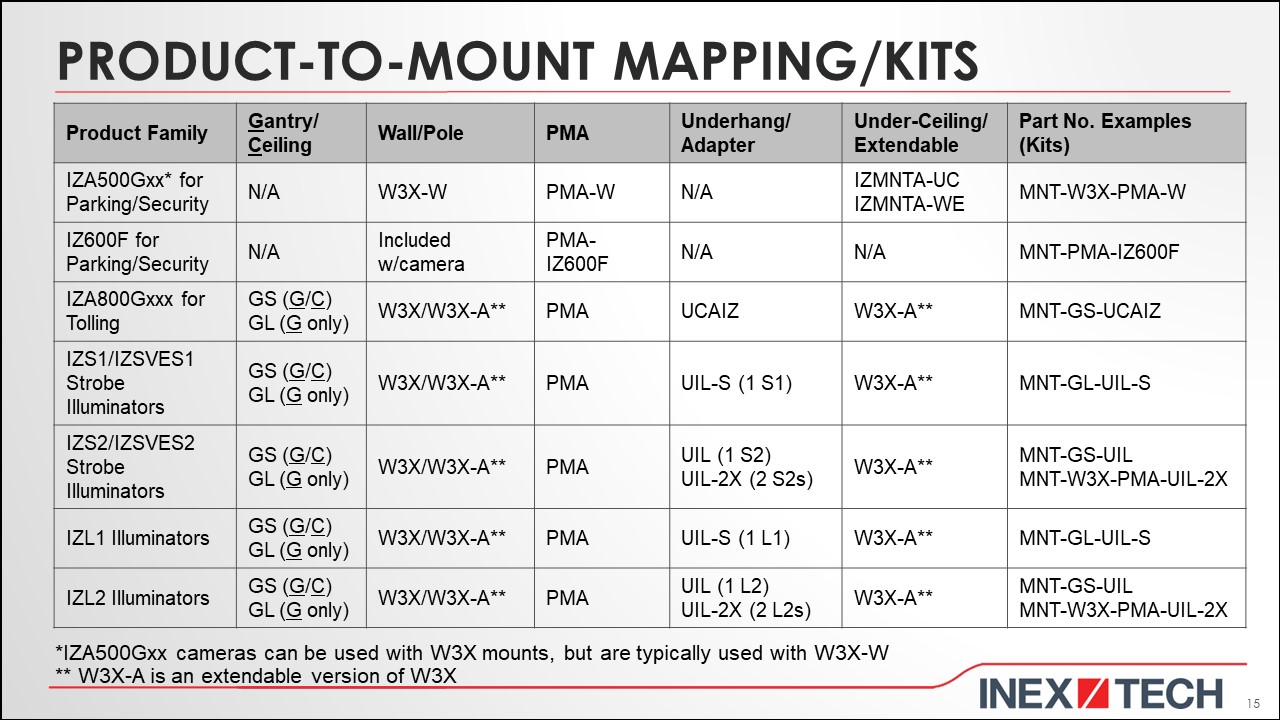 PRODUCT-TO-MOUNT MAPPING/KITS
Product Family
Gantry/
Ceiling
Wall/Pole
PMA
Underhang/
Adapter
Under-Ceiling/
Extendable
Part No. Examples
(Kits)
IZA500Gxx* for
Parking/Security
N/A
W3X-W
PMA-W
N/A
IZMNTA-UC
IZMNTA-WE
MNT-W3X-PMA-W
IZ600F for
Parking/Security
N/A
Included
w/camera
PMA-
IZ600F
N/A
N/A
MNT-PMA-IZ600F
IZA800Gxxx for
Tolling
GS (G/C)
GL (G only)
W3X/W3X-A**
PMA
UCAIZ
W3X-A**
MNT-GS-UCAIZ
IZS1/IZSVES1
Strobe
Illuminators
GS (G/C)
GL (G only)
W3X/W3X-A**
PMA
UIL-S (1 S1)
W3X-A**
MNT-GL-UIL-S
IZS2/IZSVES2
Strobe
Illuminators
GS (G/C)
GL (G only)
W3X/W3X-A**
PMA
UIL (1 S2)
UIL-2X (2 S2s)
W3X-A**
MNT-GS-UIL
MNT-W3X-PMA-UIL-2X
IZL1 Illuminators
GS (G/C)
GL (G only)
W3X/W3X-A**
PMA
UIL-S (1 L1)
W3X-A**
MNT-GL-UIL-S
IZL2 Illuminators
GS (G/C)
GL (G only)
W3X/W3X-A**
PMA
UIL (1 L2)
UIL-2X (2 L2s)
W3X-A**
MNT-GS-UIL
MNT-W3X-PMA-UIL-2X
*IZA500Gxx cameras can be used with W3X mounts, but are typically used with W3X-W
** W3X-A is an extendable version of W3X
INEX TECH
15